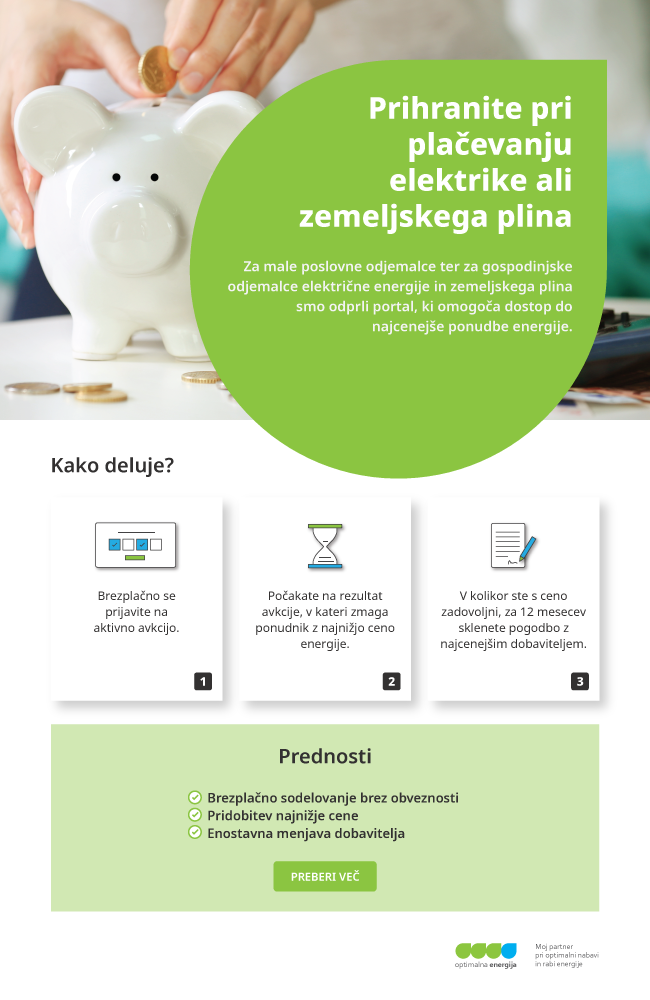 Prihranite pri
plačevanju
elektrike ali
zemeljskega plina
Za male poslovne odjemalce ter za gospodinjske
odjemalce električne energije in zemeljskega plina
smo odprli portal, ki omogoča dostop do
najcenejše ponudbe energije.
Kako deluje?
Brezplačno se
prijavite na
aktivno avkcijo.
1
Počakate na rezultat
avkcije, v kateri zmaga
ponudnik z najnižjo ceno
energije.
2
V kolikor ste s ceno
zadovoljni, za 12 mesecev
sklenete pogodbo z
najcenejšim dobaviteljem.
3
Prednosti
Brezplačno sodelovanje brez obveznosti
Pridobitev najnižje cene
Enostavna menjava dobavitelja
PREBERI VEČ
optimalna energija
Moj partner
pri optimalni nabavi
in rabi energije